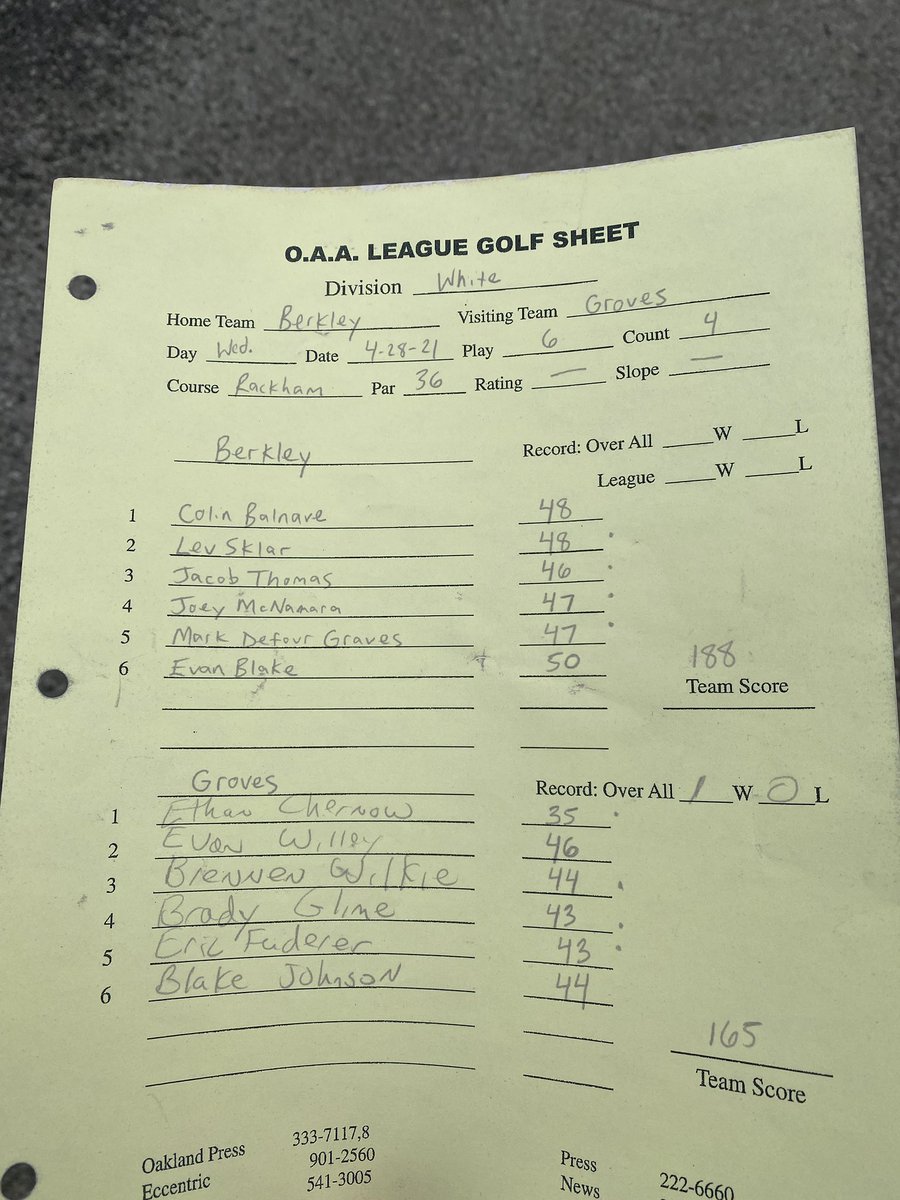 O.A.A. LEAGUE GOLF SHEET
Division White
Home Team Berkley Visiting Team Groves
Day Wed. Date 4-28-21 Play 6 Count 4
Course Rackham Par 36 Rating — Slope —
Berkley Record: Over All ____W ____L
League ____W ____L
1 Colin Balnave 48
2 Lev Sklar 48
3 Jacob Thomas 46
4 Joey McNamara 47
5 Mark Defour Graves 47
6 Evan Blake 50
188
Team Score
Groves Record: Over All 1 W 0 L
1 Ethan Chernow 35
2 Evan Willey 46
3 Brennen Wilkie 44
4 Brady Glime 43
5 Eric Fuderer 43
6 Blake Johnson 44
165
Team Score
Oakland Press 333-7117,8
901-2560
Eccentric 541-3005
Press 222-6660
News